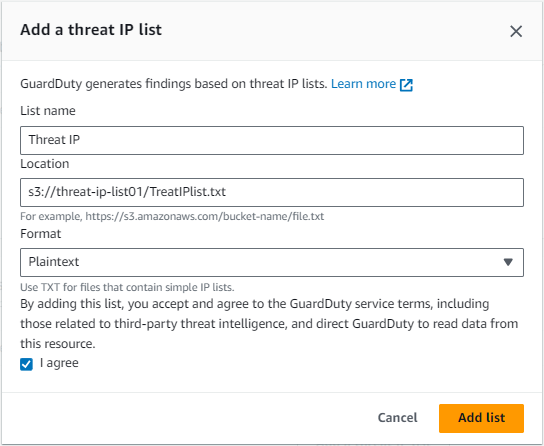 Add a threat IP list
GuardDuty generates findings based on threat IP lists. Learn more
List name
Threat IP
Location
s3://threat-ip-list01/TreatIPlist.txt
For example, https://s3.amazonaws.com/bucket-name/file.txt
Format
Plaintext
Use TXT for files that contain simple IP lists.
By adding this list, you accept and agree to the GuardDuty service terms, including
those related to third-party threat intelligence, and direct GuardDuty to read data from
this resource.
I agree
Cancel
Add list